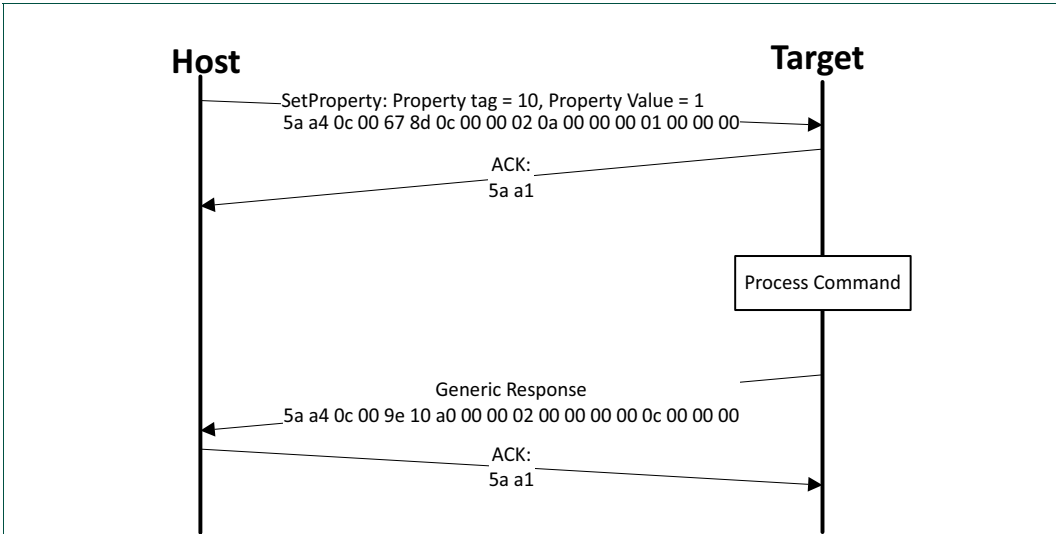 Host
Target
SetProperty: Property tag = 10, Property Value = 1
5a a4 0c 00 67 8d 0c 00 00 02 0a 00 00 00 01 00 00 00
ACK:
5a a1
Process Command
Generic Response
5a a4 0c 00 9e 10 a0 00 00 02 00 00 00 00 0c 00 00 00
ACK:
5a a1